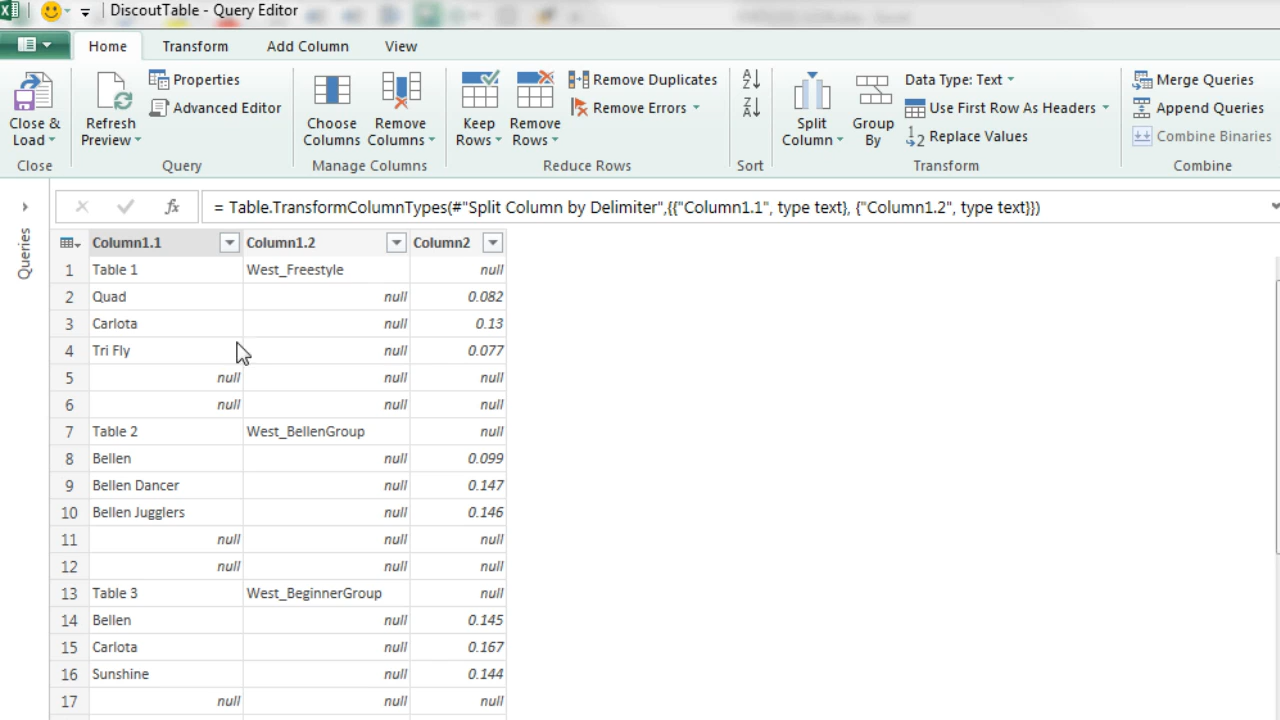 DiscoutTable - Query Editor
Home Transform Add Column View
Close & Load
Refresh Preview
Properties
Advanced Editor
Choose Columns
Remove Columns
Keep Rows
Remove Rows
Remove Duplicates
Remove Errors
Split Column
Group By
Data Type: Text
Use First Row As Headers
Replace Values
Merge Queries
Append Queries
Combine Binaries
Close Query Manage Columns Reduce Rows Sort Transform Combine
fx = Table.TransformColumnTypes(#"Split Column by Delimiter",{{"Column1.1", type text}, {"Column1.2", type text}})
Queries
Column1.1 Column1.2 Column2
1 Table 1 West_Freestyle null
2 Quad null 0.082
3 Carlota null 0.13
4 Tri Fly null 0.077
5 null null null
6 null null null
7 Table 2 West_BellenGroup null
8 Bellen null 0.099
9 Bellen Dancer null 0.147
10 Bellen Jugglers null 0.146
11 null null null
12 null null null
13 Table 3 West_BeginnerGroup null
14 Bellen null 0.145
15 Carlota null 0.167
16 Sunshine null 0.144
17 null null null